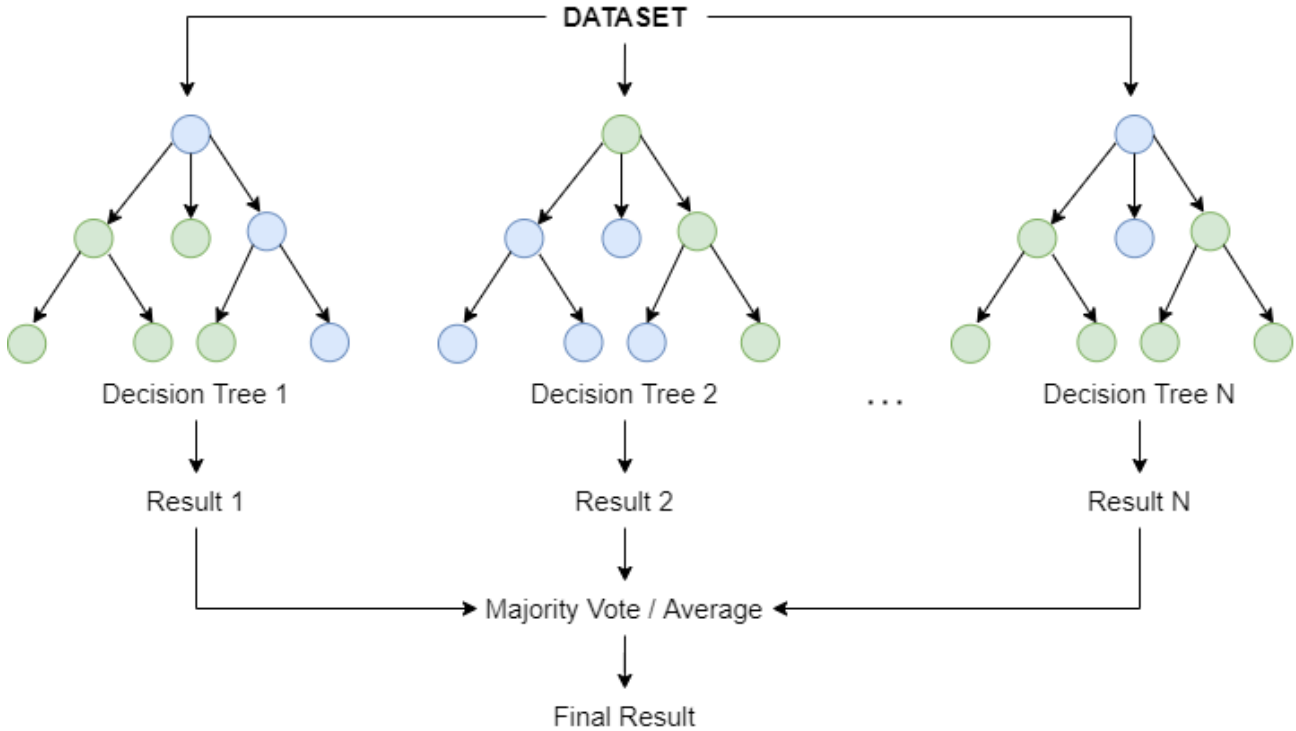 DATASET
Decision Tree 1
Decision Tree 2
...
Decision Tree N
Result 1
Result 2
Result N
Majority Vote / Average
Final Result